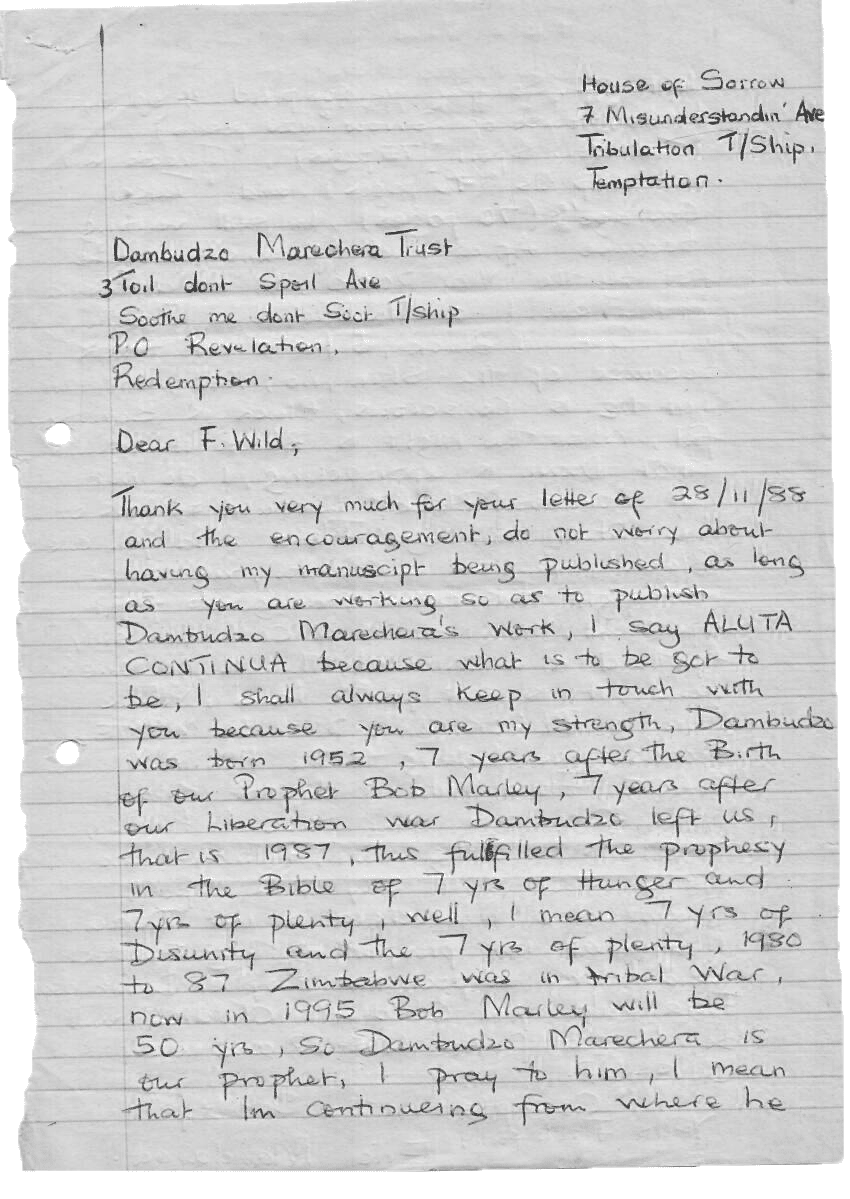 House of Sorrow
7 Misunderstandin' Ave
Tribulation T/Ship.
Temptation.
Dambudzo Marechera Trust
3 Toil dont Spoil Ave
Soothe me dont Scot T/ship
P.O Revelation,
Redemption.
Dear F. Wild,
Thank you very much for your letter of 28/11/88
and the encouragement, do not worry about
having my manuscipt being published, as long
as you are working so as to publish
Dambudzo Marechera's work, I say ALUTA
CONTINUA because what is to be got to
be, I shall always keep in touch with
you because you are my strength, Dambudzo
was born 1952, 7 years after the Birth
of our Prophet Bob Marley, 7 years after
our Liberation war Dambudzo left us,
that is 1987, this fulfilled the prophesy
in the Bible of 7 yrs of Hunger and
7yrs of plenty, well, I mean 7 yrs of
Disunity and the 7 yrs of plenty, 1980
to 87 Zimbabwe was in tribal War,
now in 1995 Bob Marley will be
50 yrs, So Dambudzo Marechera is
our prophet, I pray to him, I mean
that Im continueing from where he